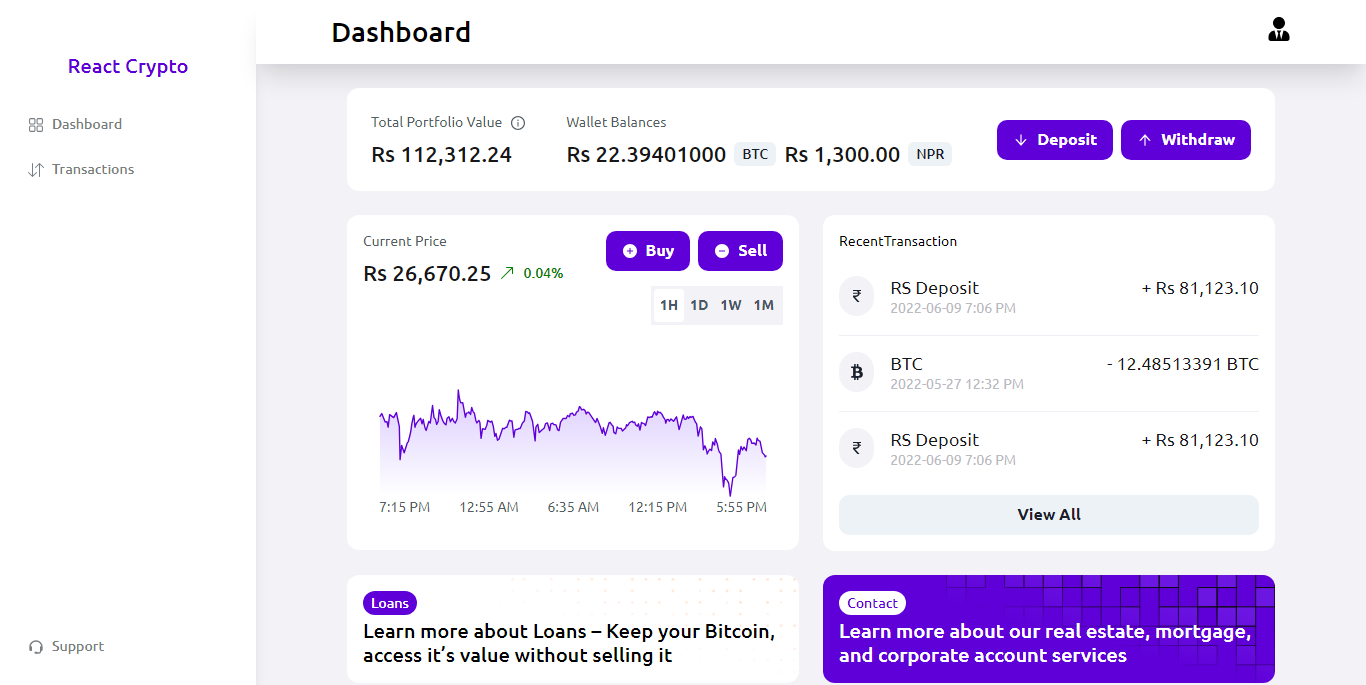 Dashboard
React Crypto
Dashboard
Transactions
Support
Total Portfolio Value
Rs 112,312.24
Wallet Balances
Rs 22.39401000 BTC Rs 1,300.00 NPR
Deposit
Withdraw
Current Price
Rs 26,670.25 0.04%
Buy
Sell
1H 1D 1W 1M
7:15 PM 12:55 AM 6:35 AM 12:15 PM 5:55 PM
RecentTransaction
₹ RS Deposit + Rs 81,123.10
2022-06-09 7:06 PM
BTC - 12.48513391 BTC
2022-05-27 12:32 PM
₹ RS Deposit + Rs 81,123.10
2022-06-09 7:06 PM
View All
Loans
Learn more about Loans – Keep your Bitcoin,
access it’s value without selling it
Contact
Learn more about our real estate, mortgage,
and corporate account services